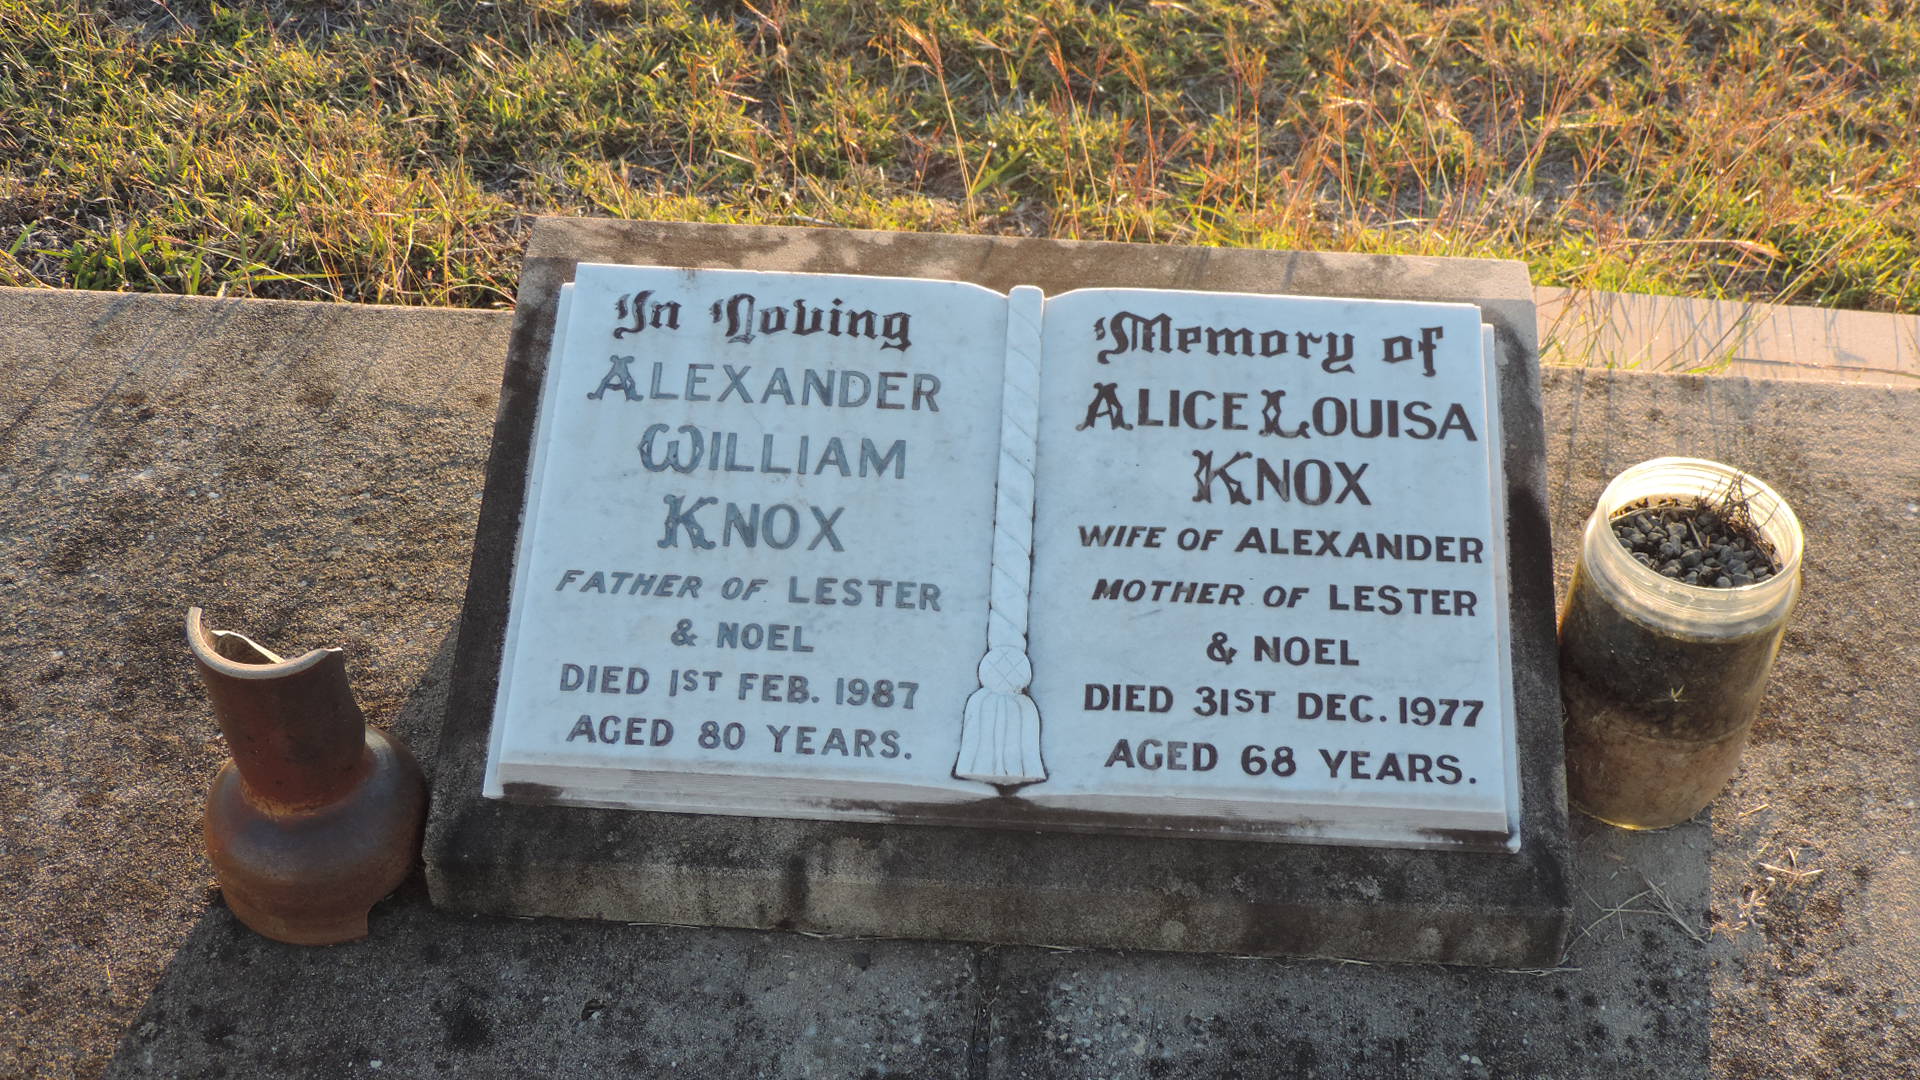 In Loving
ALEXANDER
WILLIAM
KNOX
FATHER OF LESTER
& NOEL
DIED 1ST FEB. 1987
AGED 80 YEARS.
Memory of
ALICE LOUISA
KNOX
WIFE OF ALEXANDER
MOTHER OF LESTER
& NOEL
DIED 31ST DEC. 1977
AGED 68 YEARS.